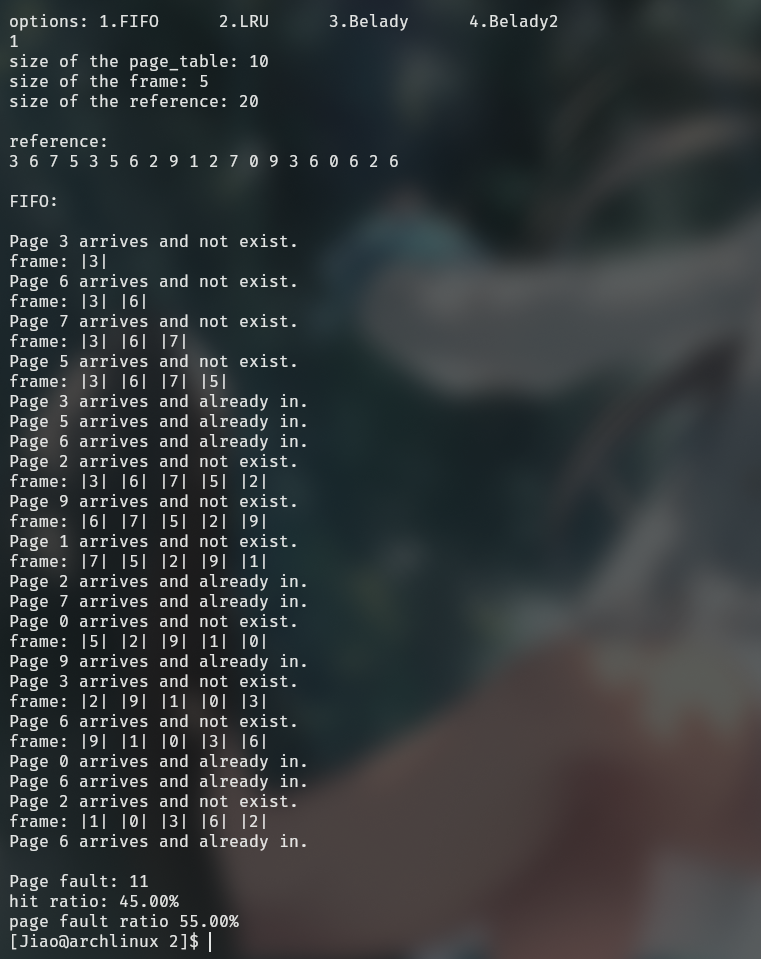 options: 1.FIFO 2.LRU 3.Belady 4.Belady2
1
size of the page_table: 10
size of the frame: 5
size of the reference: 20
reference:
3 6 7 5 3 5 6 2 9 1 2 7 0 9 3 6 0 6 2 6
FIFO:
Page 3 arrives and not exist.
frame: |3|
Page 6 arrives and not exist.
frame: |3| |6|
Page 7 arrives and not exist.
frame: |3| |6| |7|
Page 5 arrives and not exist.
frame: |3| |6| |7| |5|
Page 3 arrives and already in.
Page 5 arrives and already in.
Page 6 arrives and already in.
Page 2 arrives and not exist.
frame: |3| |6| |7| |5| |2|
Page 9 arrives and not exist.
frame: |6| |7| |5| |2| |9|
Page 1 arrives and not exist.
frame: |7| |5| |2| |9| |1|
Page 2 arrives and already in.
Page 7 arrives and already in.
Page 0 arrives and not exist.
frame: |5| |2| |9| |1| |0|
Page 9 arrives and already in.
Page 3 arrives and not exist.
frame: |2| |9| |1| |0| |3|
Page 6 arrives and not exist.
frame: |9| |1| |0| |3| |6|
Page 0 arrives and already in.
Page 6 arrives and already in.
Page 2 arrives and not exist.
frame: |1| |0| |3| |6| |2|
Page 6 arrives and already in.
Page fault: 11
hit ratio: 45.00%
page fault ratio 55.00%
[Jiao@archlinux 2]$